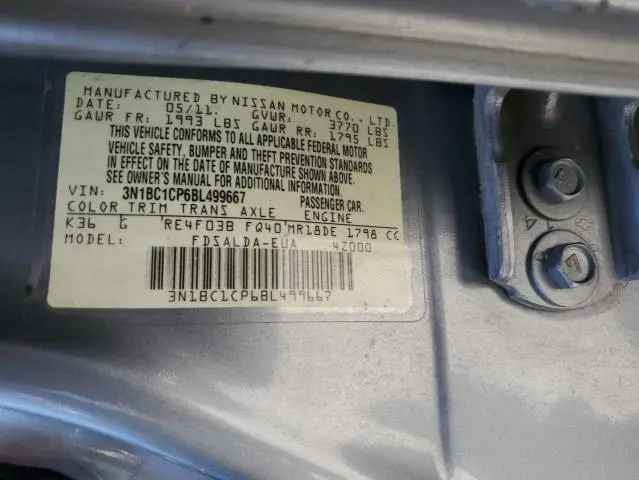 MANUFACTURED BY NISSAN MOTOR CO., LTD.
DATE: 05/11. GVWR: 3770 LBS
GAWR FR: 1993 LBS GAWR RR: 1795 LBS
THIS VEHICLE CONFORMS TO ALL APPLICABLE FEDERAL MOTOR
VEHICLE SAFETY, BUMPER AND THEFT PREVENTION STANDARDS
IN EFFECT ON THE DATE OF MANUFACTURE SHOWN ABOVE.
SEE OWNER'S MANUAL FOR ADDITIONAL INFORMATION.
VIN: 3N1BC1CP6BL499667 PASSENGER CAR.
COLOR TRIM TRANS AXLE ENGINE
K36 G RE4F03B FQ40 MR18DE 1798 CC
MODEL: FDSALDA-EUA 42000
3N1BC1CP6BL499667
4
7